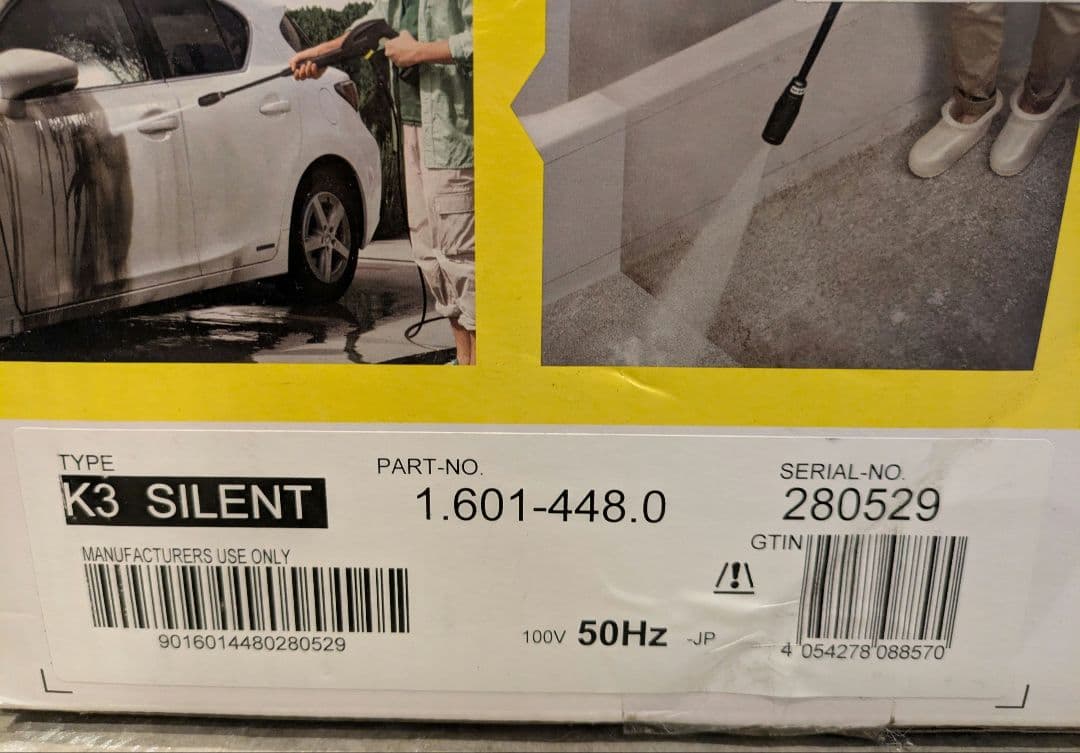 TYPE
K3 SILENT
PART-NO.
1.601-448.0
SERIAL-NO.
280529
GTIN
MANUFACTURERS USE ONLY
9016014480280529
100V 50Hz -JP
4 054278 088570